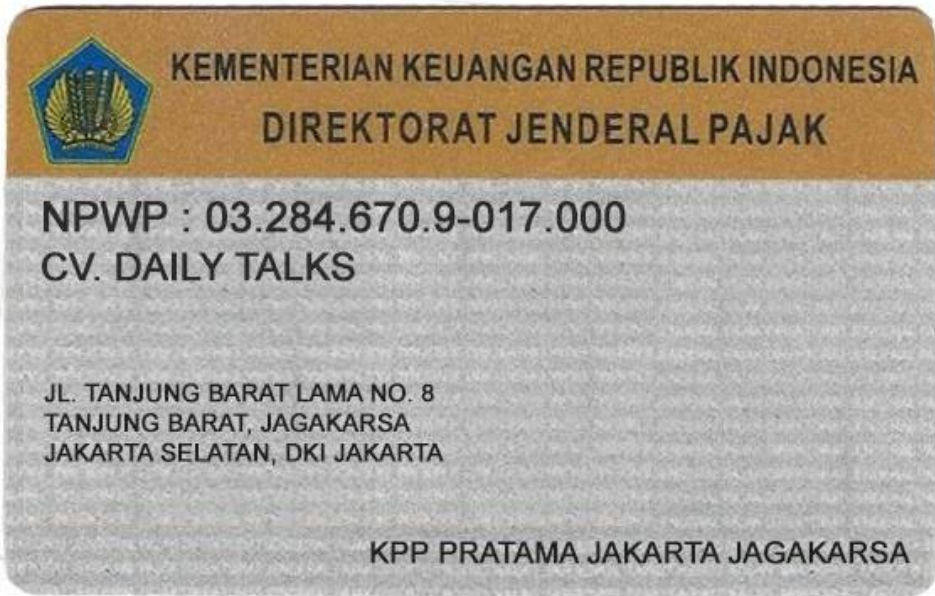 KEMENTERIAN KEUANGAN REPUBLIK INDONESIA
DIREKTORAT JENDERAL PAJAK
NPWP : 03.284.670.9-017.000
CV. DAILY TALKS
JL. TANJUNG BARAT LAMA NO. 8
TANJUNG BARAT, JAGAKARSA
JAKARTA SELATAN, DKI JAKARTA
KPP PRATAMA JAKARTA JAGAKARSA